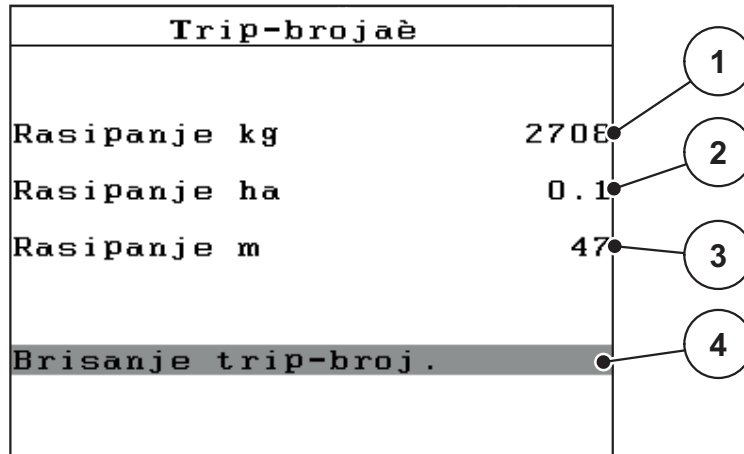 Trip-brojaè
Rasipanje kg 2708
Rasipanje ha 0.1
Rasipanje m 47
Brisanje trip-broj.
1
2
3
4